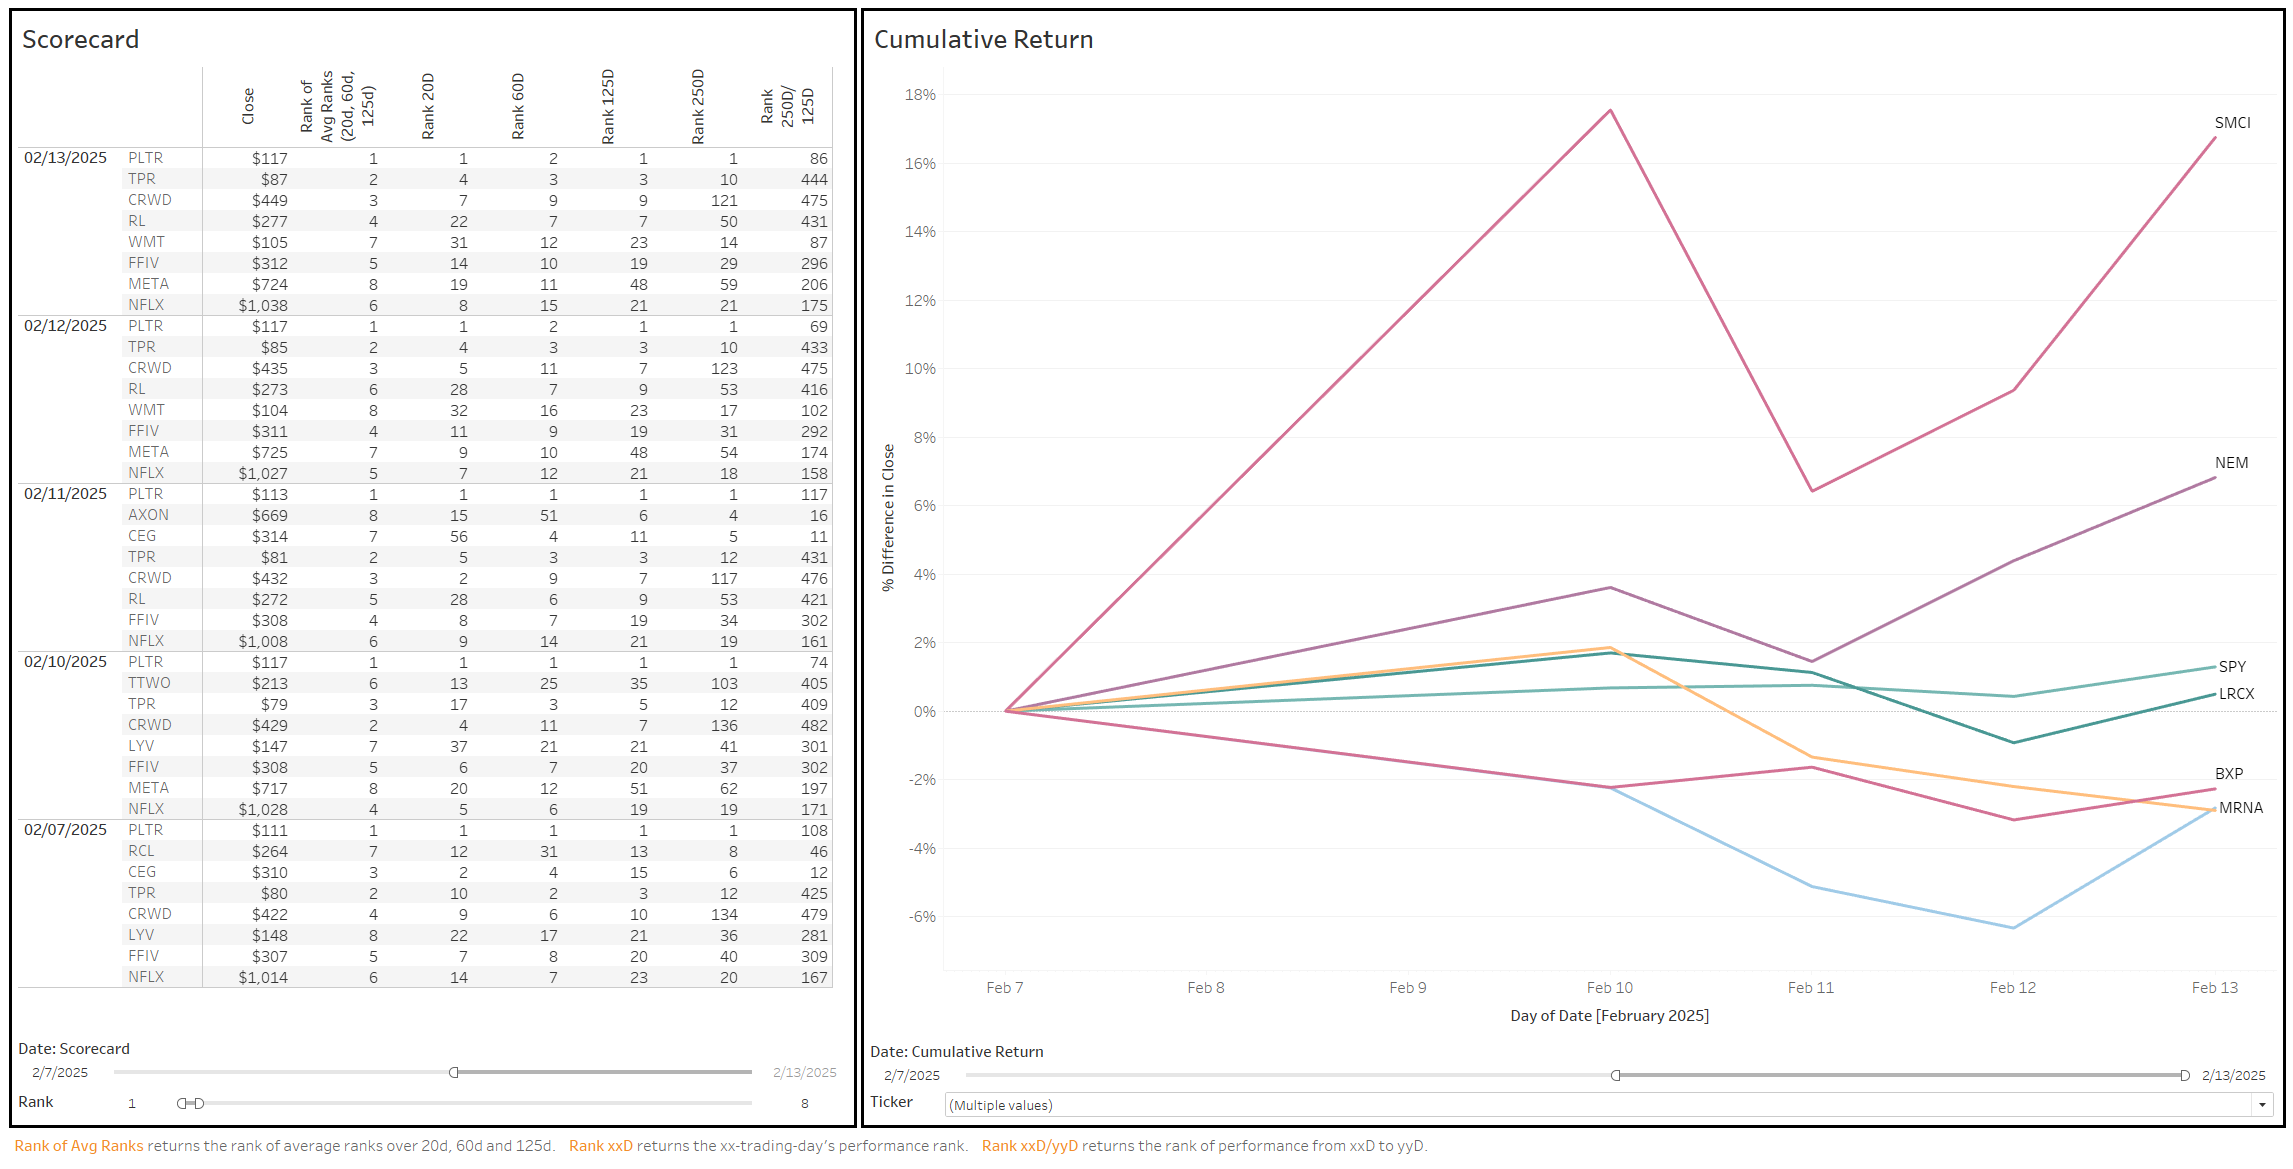 Scorecard
Close
Rank of
Avg Ranks
(20d, 60d,
125d)
Rank 20D
Rank 60D
Rank 125D
Rank 250D
Rank
250D/
125D
02/13/2025 PLTR $117 1 1 2 1 1 86
TPR $87 2 4 3 3 10 444
CRWD $449 3 7 9 9 121 475
RL $277 4 22 7 7 50 431
WMT $105 7 31 12 23 14 87
FFIV $312 5 14 10 19 29 296
META $724 8 19 11 48 59 206
NFLX $1,038 6 8 15 21 21 175
02/12/2025 PLTR $117 1 1 2 1 1 69
TPR $85 2 4 3 3 10 433
CRWD $435 3 5 11 7 123 475
RL $273 6 28 7 9 53 416
WMT $104 8 32 16 23 17 102
FFIV $311 4 11 9 19 31 292
META $725 7 9 10 48 54 174
NFLX $1,027 5 7 12 21 18 158
02/11/2025 PLTR $113 1 1 1 1 1 117
AXON $669 8 15 51 6 4 16
CEG $314 7 56 4 11 5 11
TPR $81 2 5 3 3 12 431
CRWD $432 3 2 9 7 117 476
RL $272 5 28 6 9 53 421
FFIV $308 4 8 7 19 34 302
NFLX $1,008 6 9 14 21 19 161
02/10/2025 PLTR $117 1 1 1 1 1 74
TTWO $213 6 13 25 35 103 405
TPR $79 3 17 3 5 12 409
CRWD $429 2 4 11 7 136 482
LYV $147 7 37 21 21 41 301
FFIV $308 5 6 7 20 37 302
META $717 8 20 12 51 62 197
NFLX $1,028 4 5 6 19 19 171
02/07/2025 PLTR $111 1 1 1 1 1 108
RCL $264 7 12 31 13 8 46
CEG $310 3 2 4 15 6 12
TPR $80 2 10 2 3 12 425
CRWD $422 4 9 6 10 134 479
LYV $148 8 22 17 21 36 281
FFIV $307 5 7 8 20 40 309
NFLX $1,014 6 14 7 23 20 167
Date: Scorecard
2/7/2025 2/13/2025
Rank 1 8
Cumulative Return
% Difference in Close
18%
16%
14%
12%
10%
8%
6%
4%
2%
0%
-2%
-4%
-6%
SMCI
NEM
SPY
LRCX
BXP
MRNA
Feb 7 Feb 8 Feb 9 Feb 10 Feb 11 Feb 12 Feb 13
Day of Date [February 2025]
Date: Cumulative Return
2/7/2025 2/13/2025
Ticker (Multiple values)
Rank of Avg Ranks returns the rank of average ranks over 20d, 60d and 125d. Rank xxD returns the xx-trading-day's performance rank. Rank xxD/yyD returns the rank of performance from xxD to yyD.